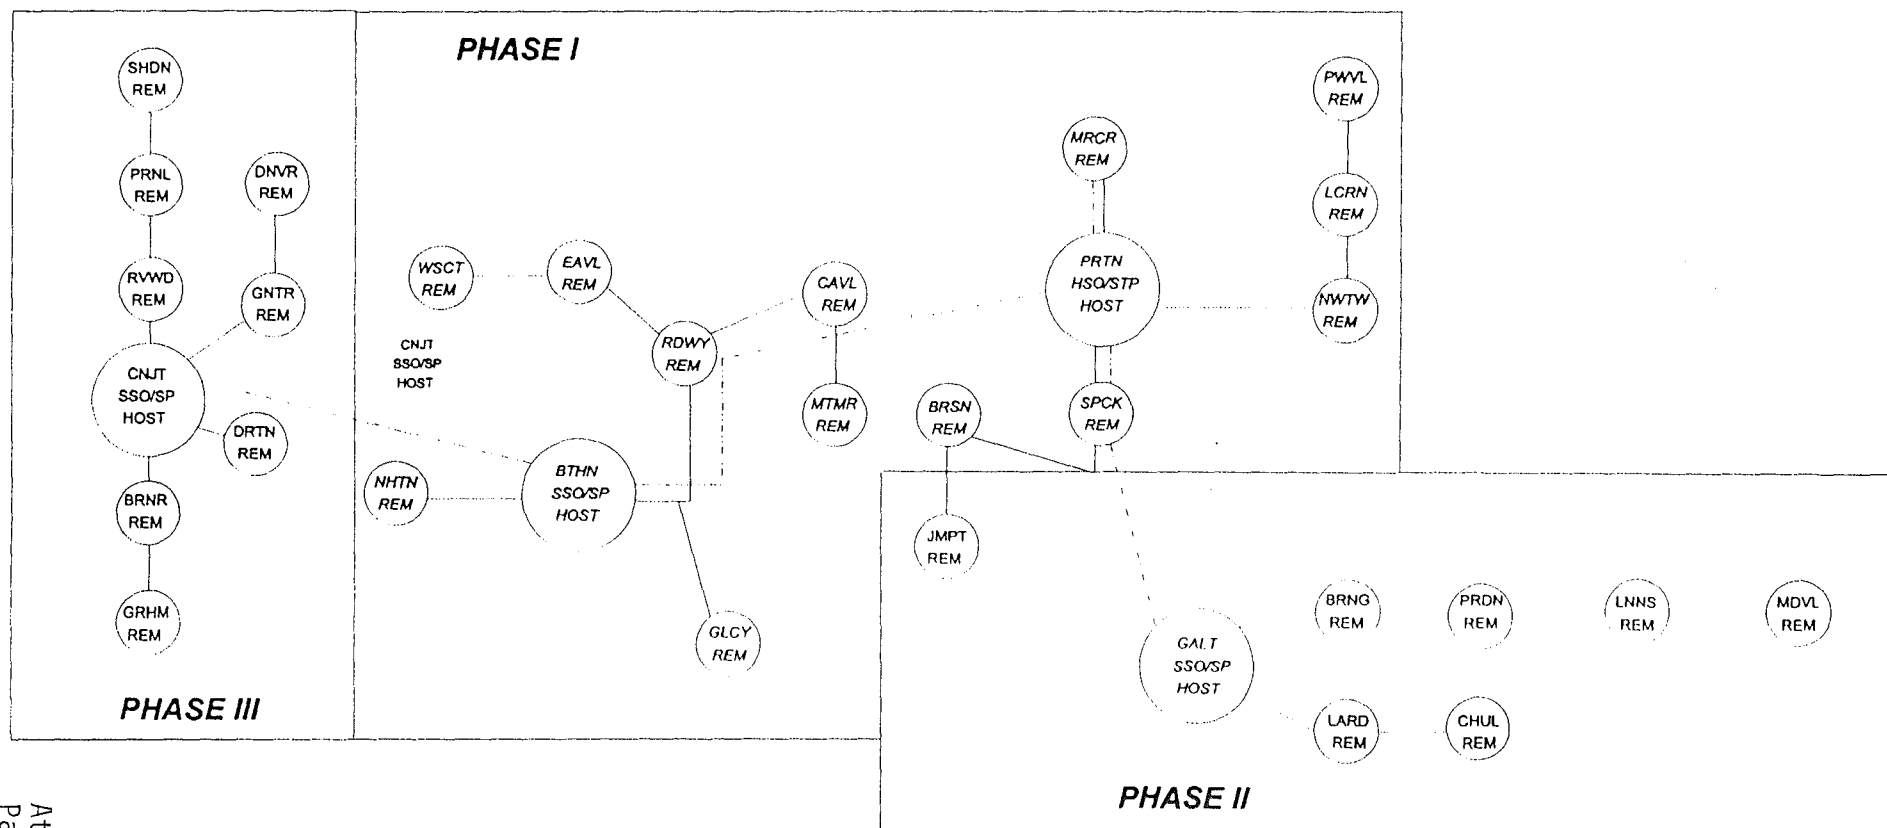 PHASE I
SHDN
REM
PRNL
REM
DNVR
REM
RVWD
REM
GNTR
REM
CNJT
SSO/SP
HOST
DRTN
REM
BRNR
REM
GRHM
REM
PHASE III
WSCT
REM
EAVL
REM
CNJT
SSO/SP
HOST
RDWY
REM
CAVL
REM
MTMR
REM
NHTN
REM
BTHN
SSO/SP
HOST
GLCY
REM
MRCR
REM
PRTN
HSO/STP
HOST
PWVL
REM
LCRN
REM
NWTW
REM
BRSN
REM
SPCK
REM
JMPT
REM
GALT
SSO/SP
HOST
BRNG
REM
PRDN
REM
LNNS
REM
MDVL
REM
LARD
REM
CHUL
REM
PHASE II
At
Pa